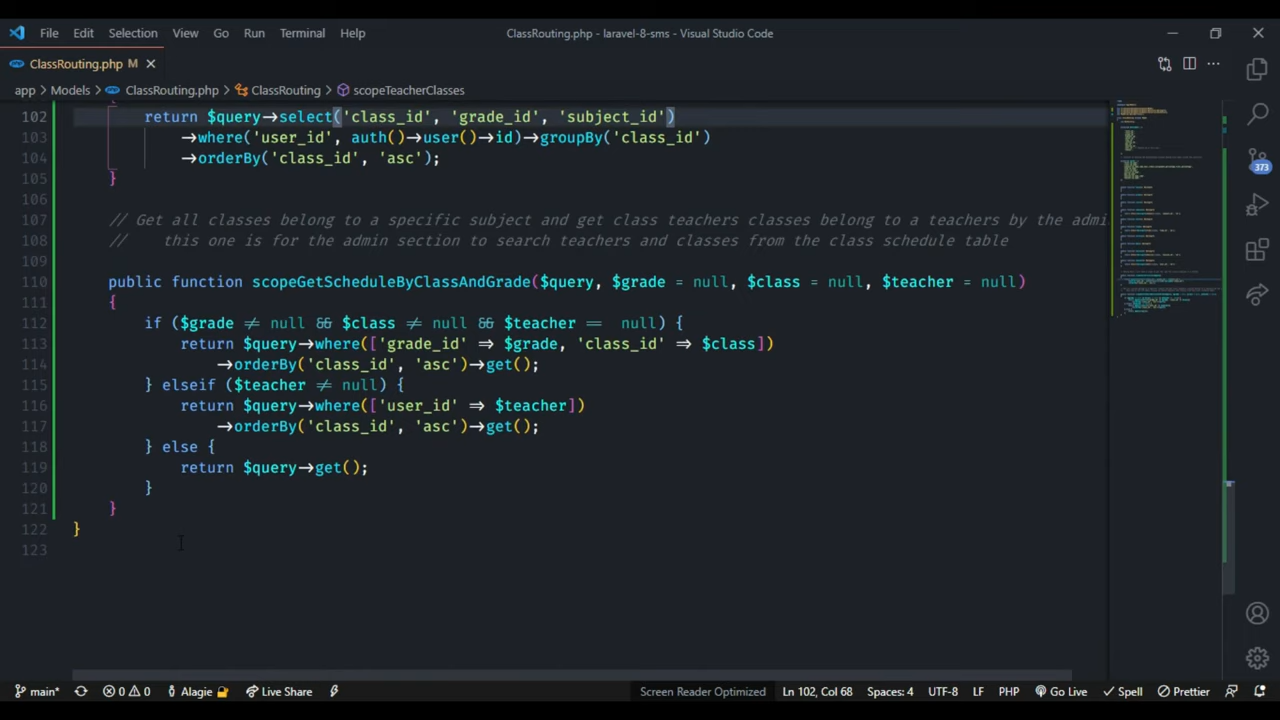 File Edit Selection View Go Run Terminal Help ClassRouting.php - laravel-8-sms - Visual Studio Code
ClassRouting.php M
app > Models > ClassRouting.php > ClassRouting > scopeTeacherClasses
102 return $query->select('class_id', 'grade_id', 'subject_id')
103 ->where('user_id', auth()->user()->id)->groupBy('class_id')
104 ->orderBy('class_id', 'asc');
105 }
106
107 // Get all classes belong to a specific subject and get class teachers classes belong to a teachers by the admi
108 // this one is for the admin section to search teachers and classes from the class schedule table
109
110 public function scopeGetScheduleByClassAndGrade($query, $grade = null, $class = null, $teacher = null)
111 {
112 if ($grade != null && $class != null && $teacher == null) {
113 return $query->where(['grade_id' => $grade, 'class_id' => $class])
114 ->orderBy('class_id', 'asc')->get();
115 } elseif ($teacher != null) {
116 return $query->where(['user_id' => $teacher])
117 ->orderBy('class_id', 'asc')->get();
118 } else {
119 return $query->get();
120 }
121 }
122 }
123
373
main* 0 0 Alagie Live Share Screen Reader Optimized Ln 102, Col 68 Spaces: 4 UTF-8 LF PHP Go Live Spell Prettier